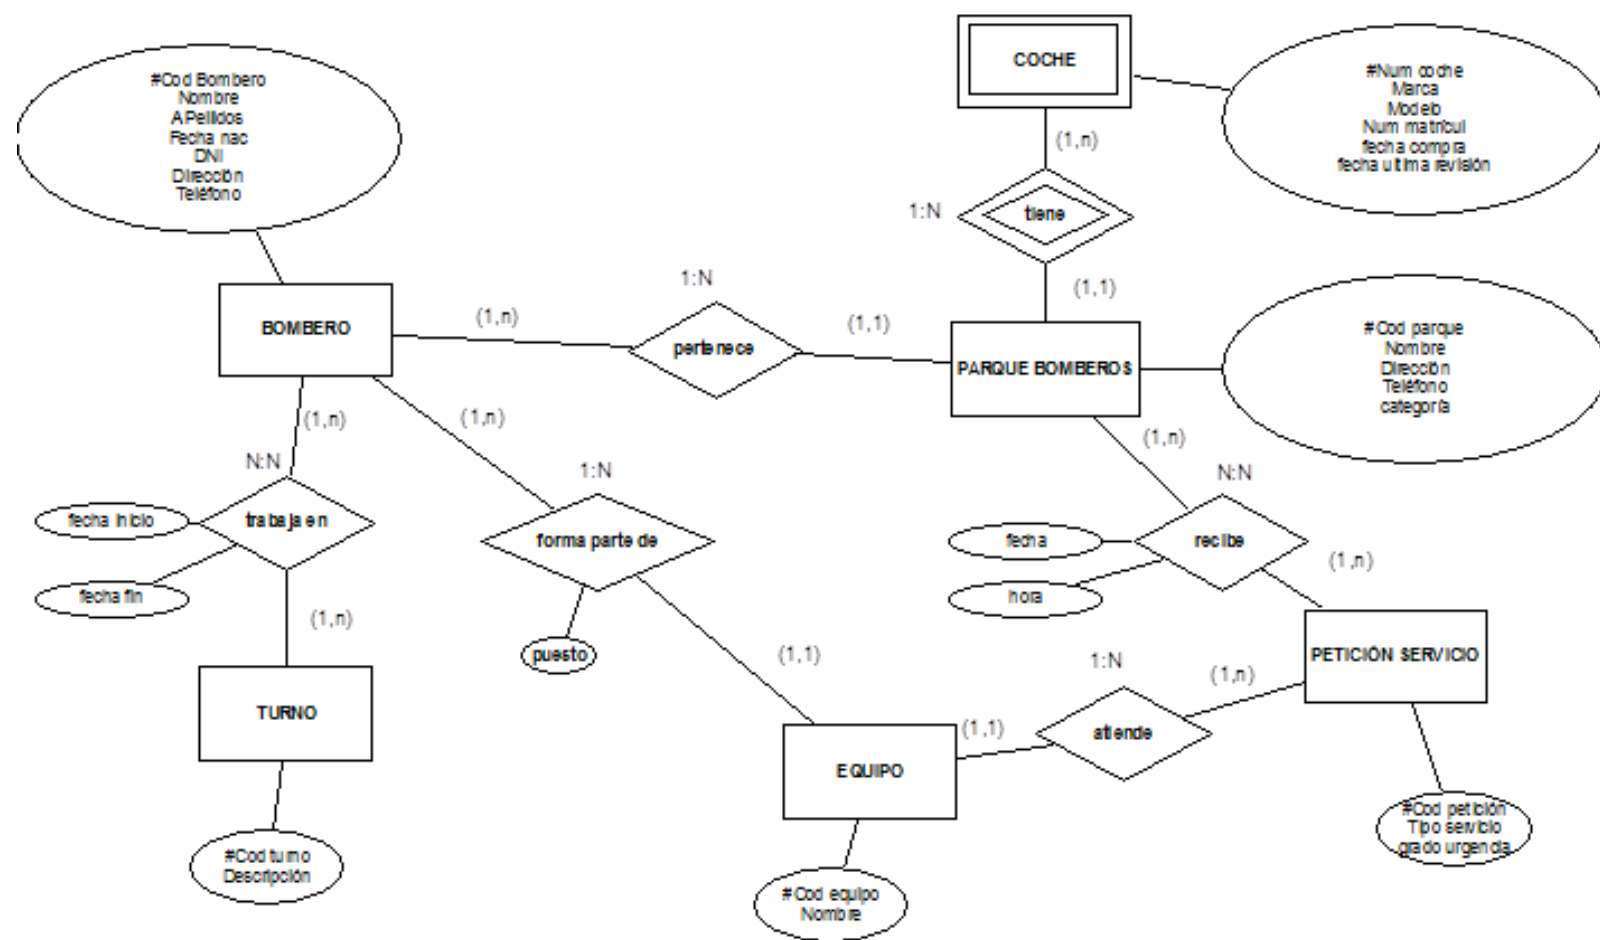 COCHE
#Num coche
Marca
Modelo
Num matrícul
fecha compra
fecha ultima revisión
#Cod Bombero
Nombre
APellidos
Fecha nac
DNI
Dirección
Teléfono
(1,n)
1:N
tiene
(1,1)
BOMBERO
(1,n)
1:N
pertenece
(1,1)
PARQUE BOMBEROS
#Cod parque
Nombre
Dirección
Teléfono
categoría
(1,n)
(1,n)
(1,n)
N:N
1:N
N:N
fecha inicio
trabaja en
fecha fin
forma parte de
puesto
fecha
recibe
hora
(1,n)
(1,n)
(1,1)
1:N
(1,n)
PETICIÓN SERVICIO
TURNO
(1,1)
atiende
EQUIPO
#Cod turno
Descripción
#Cod equipo
Nombre
#Cod petición
Tipo servicio
grado urgencia